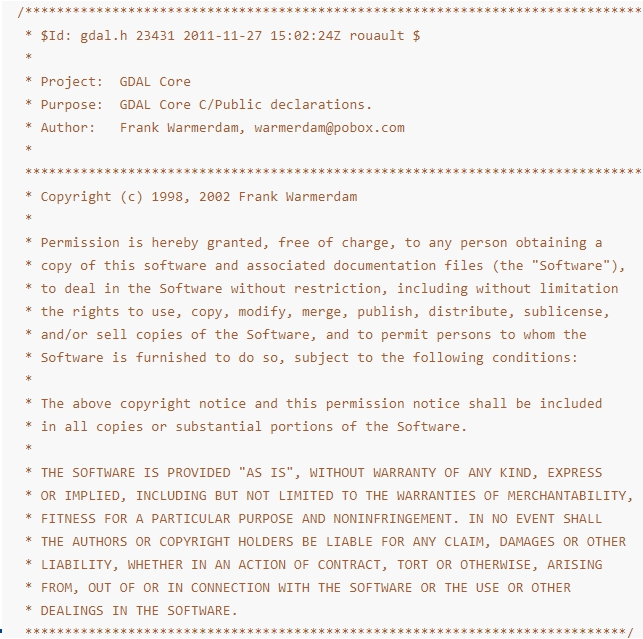 /******************************************************************************
* $Id: gdal.h 23431 2011-11-27 15:02:24Z rouault $
*
* Project:  GDAL Core
* Purpose:  GDAL Core C/Public declarations.
* Author:   Frank Warmerdam, warmerdam@pobox.com
*
******************************************************************************
* Copyright (c) 1998, 2002 Frank Warmerdam
*
* Permission is hereby granted, free of charge, to any person obtaining a
* copy of this software and associated documentation files (the "Software"),
* to deal in the Software without restriction, including without limitation
* the rights to use, copy, modify, merge, publish, distribute, sublicense,
* and/or sell copies of the Software, and to permit persons to whom the
* Software is furnished to do so, subject to the following conditions:
*
* The above copyright notice and this permission notice shall be included
* in all copies or substantial portions of the Software.
*
* THE SOFTWARE IS PROVIDED "AS IS", WITHOUT WARRANTY OF ANY KIND, EXPRESS
* OR IMPLIED, INCLUDING BUT NOT LIMITED TO THE WARRANTIES OF MERCHANTABILITY,
* FITNESS FOR A PARTICULAR PURPOSE AND NONINFRINGEMENT. IN NO EVENT SHALL
* THE AUTHORS OR COPYRIGHT HOLDERS BE LIABLE FOR ANY CLAIM, DAMAGES OR OTHER
* LIABILITY, WHETHER IN AN ACTION OF CONTRACT, TORT OR OTHERWISE, ARISING
* FROM, OUT OF OR IN CONNECTION WITH THE SOFTWARE OR THE USE OR OTHER
* DEALINGS IN THE SOFTWARE.
****************************************************************************/